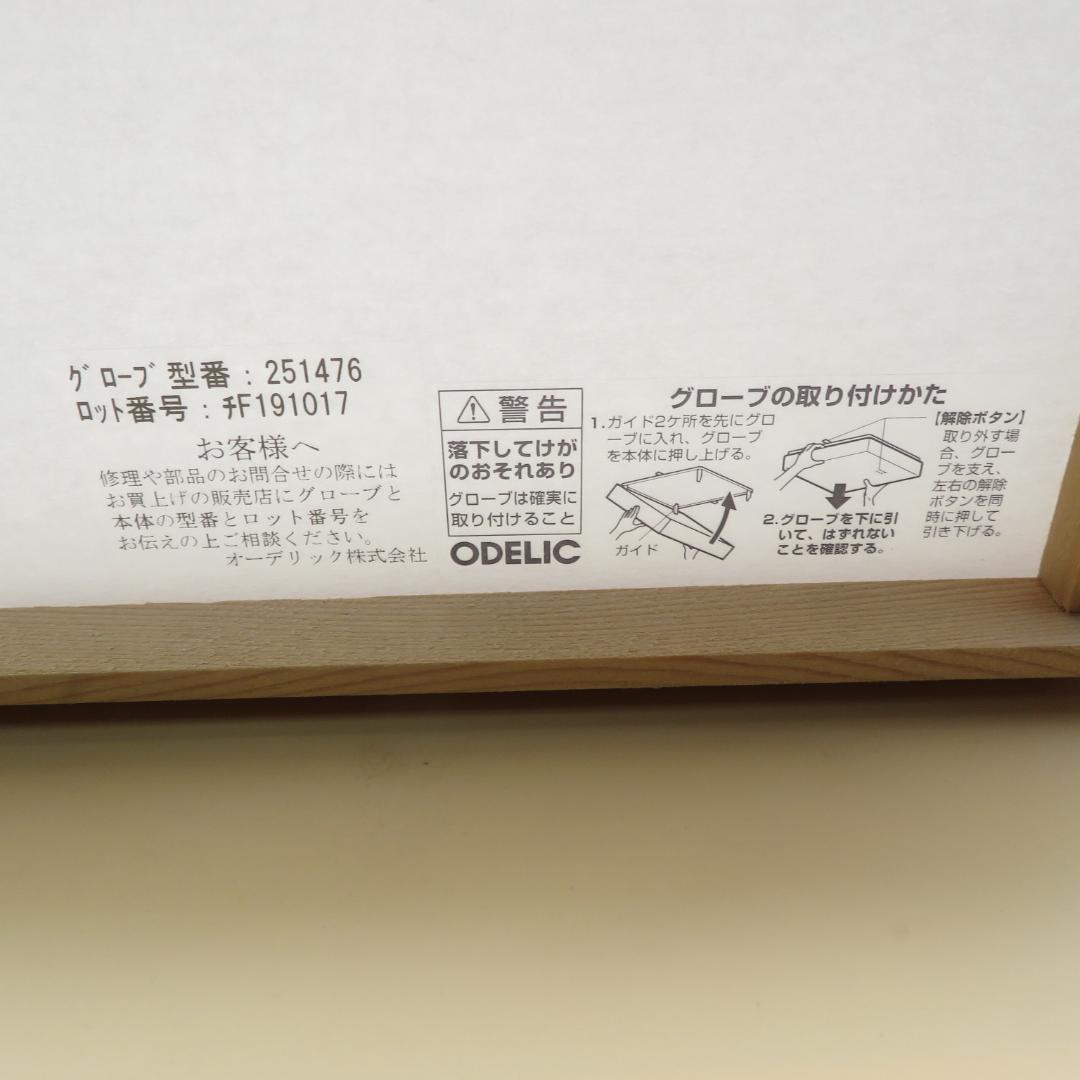 ｸﾞﾛｰﾌﾞ型番：251476
ﾛｯﾄ番号：ﾁF191017
お客様へ
修理や部品のお問合せの際には
お買上げの販売店にグローブと
本体の型番とロット番号を
お伝えの上ご相談ください。
オーデリック株式会社
⚠警告
落下してけが
のおそれあり
グローブは確実に
取り付けること
ODELIC
グローブの取り付けかた
1.ガイド2ケ所を先にグロ
ーブに入れ、グローブ
を本体に押し上げる。
ガイド
2.グローブを下に引
いて、はずれない
ことを確認する。
【解除ボタン】
取り外す場
合、グロー
ブを支え、
左右の解除
ボタンを同
時に押して
引き下げる。